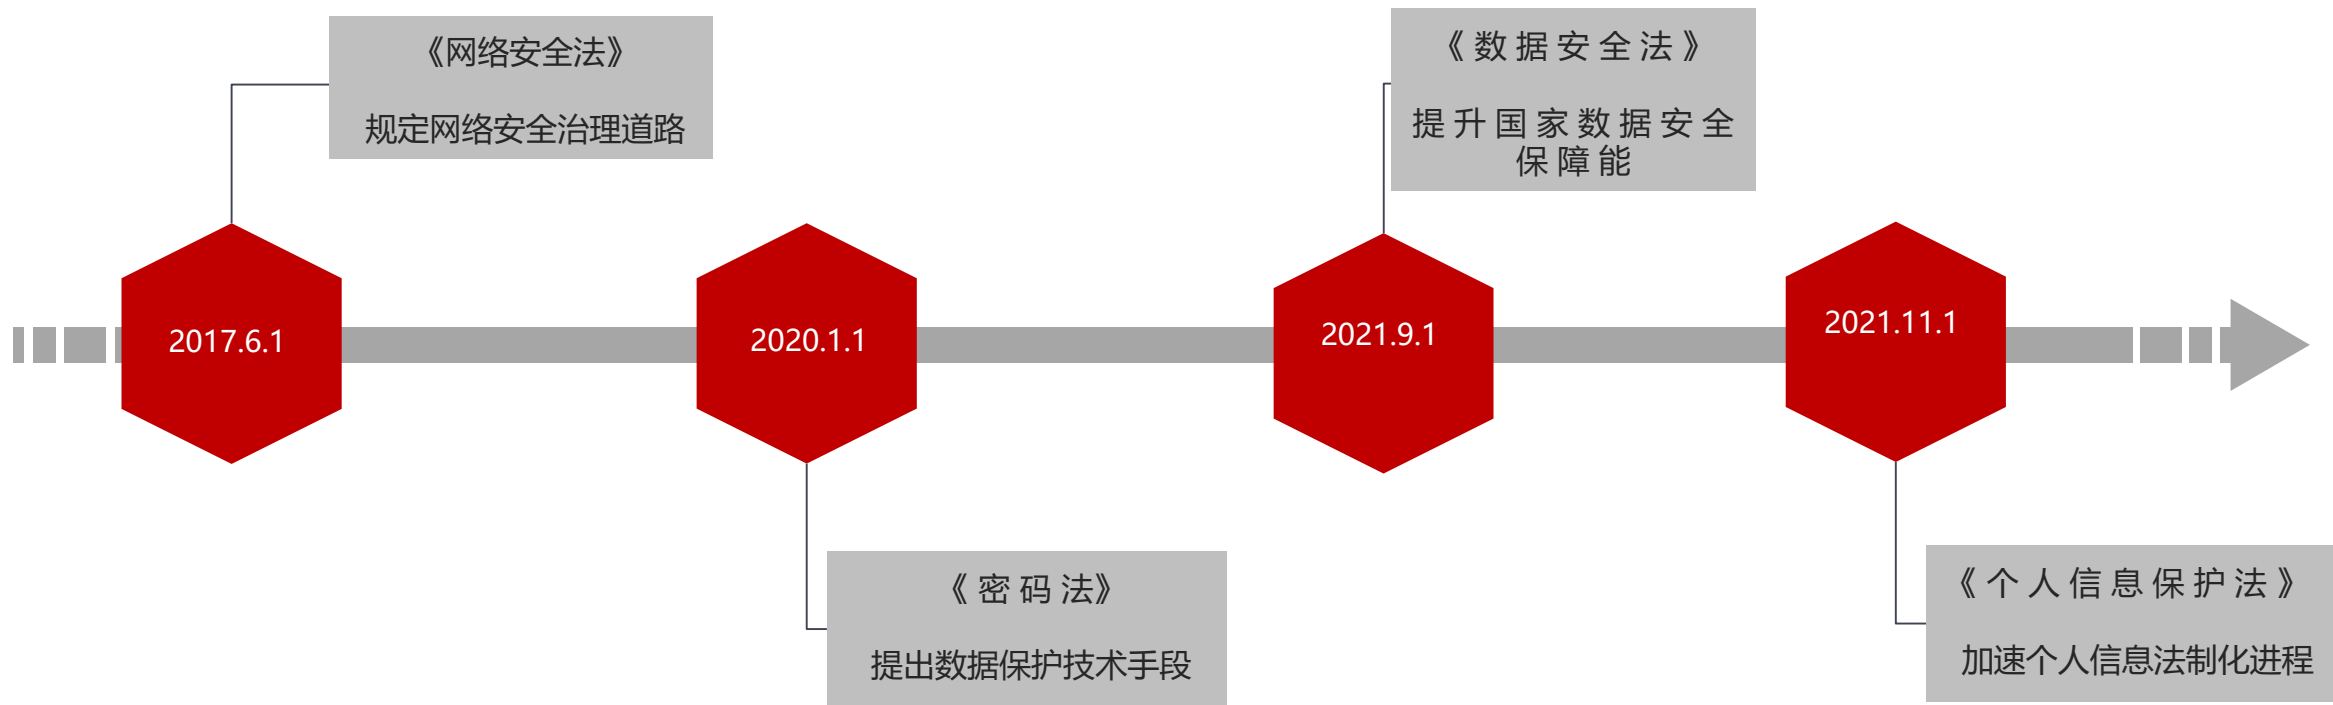 《网络安全法》
规定网络安全治理道路
《数据安全法》
提升国家数据安全
保障能
2017.6.1
2020.1.1
2021.9.1
2021.11.1
《密码法》
提出数据保护技术手段
《个人信息保护法》
加速个人信息法制化进程